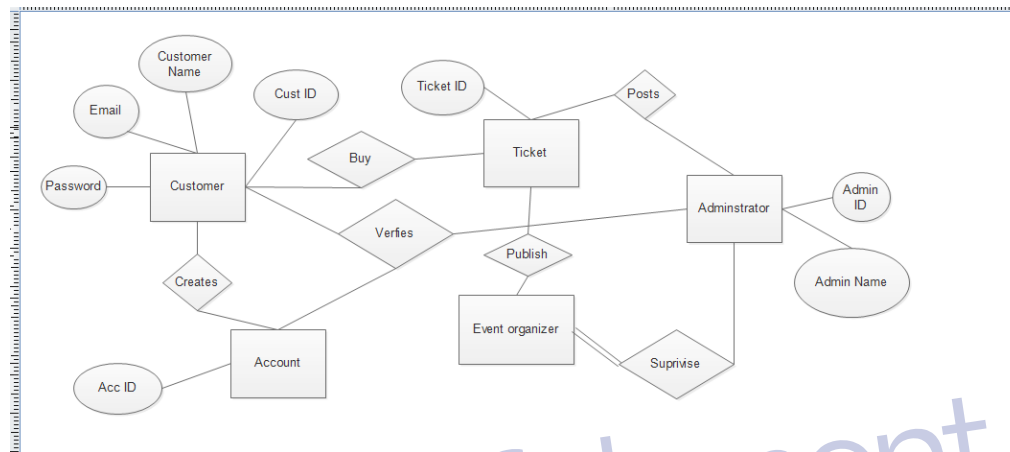 Customer
Name
Ticket ID
Posts
Cust ID
Email
Buy
Ticket
Password
Customer
Admin
ID
Adminstrator
Verfies
Publish
Creates
Admin Name
Event organizer
Account
Suprivise
Acc ID